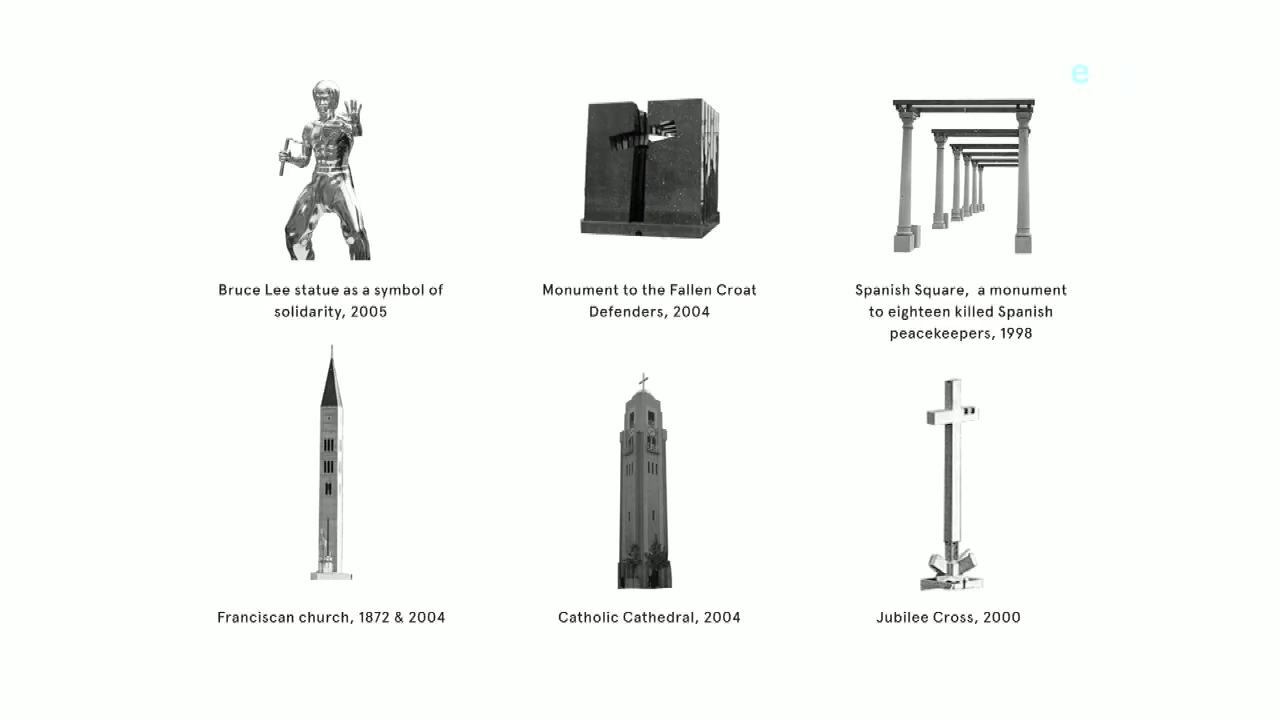 e
Bruce Lee statue as a symbol of
solidarity, 2005
Monument to the Fallen Croat
Defenders, 2004
Spanish Square, a monument
to eighteen killed Spanish
peacekeepers, 1998
Franciscan church, 1872 & 2004
Catholic Cathedral, 2004
Jubilee Cross, 2000